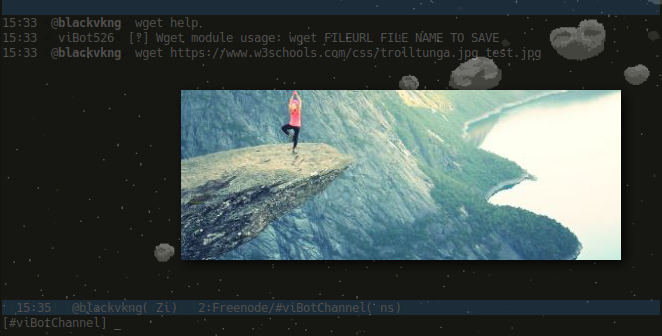 15:33 @blackvkng wget help
15:33 viBot526 [?] Wget module usage: wget FILEURL FILE NAME TO SAVE
15:33 @blackvkng wget https://www.w3schools.com/css/trolltunga.jpg test.jpg
15:35 @blackvkng( Zi) 2:Freenode/#viBotChannel( ns)
[#viBotChannel] _